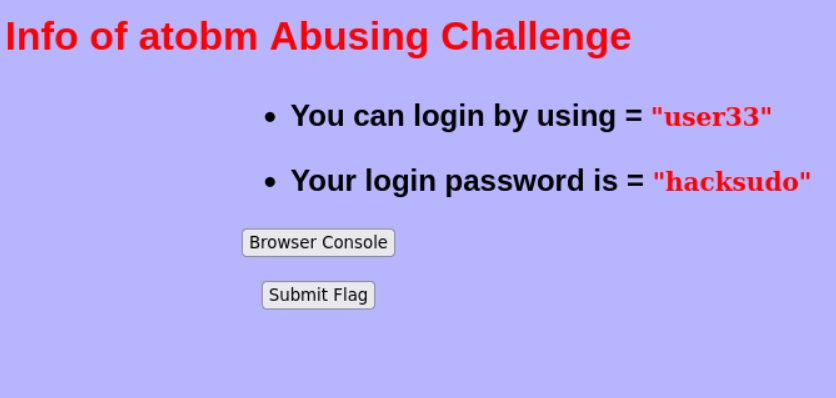 Info of atobm Abusing Challenge
• You can login by using = "user33"
• Your login password is = "hacksudo"
Browser Console
Submit Flag